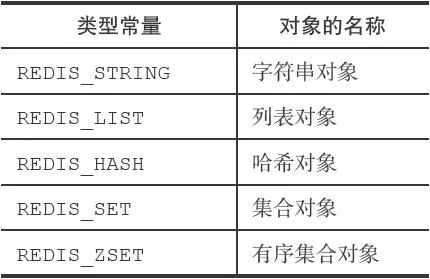 类型常量 对象的名称
REDIS_STRING 字符串对象
REDIS_LIST 列表对象
REDIS_HASH 哈希对象
REDIS_SET 集合对象
REDIS_ZSET 有序集合对象